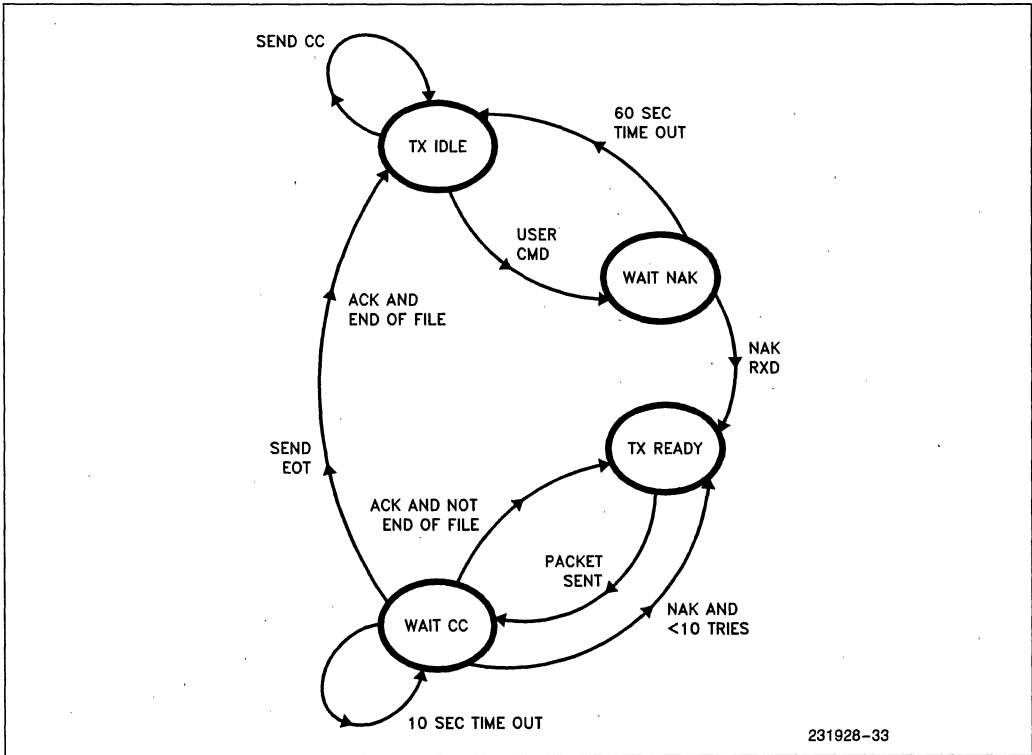 SEND CC
TX IDLE
60 SEC
TIME OUT
USER
CMD
WAIT NAK
ACK AND
END OF FILE
NAK
RXD
TX READY
SEND
EOT
ACK AND NOT
END OF FILE
PACKET
SENT
WAIT CC
NAK AND
<10 TRIES
10 SEC TIME OUT
231928-33